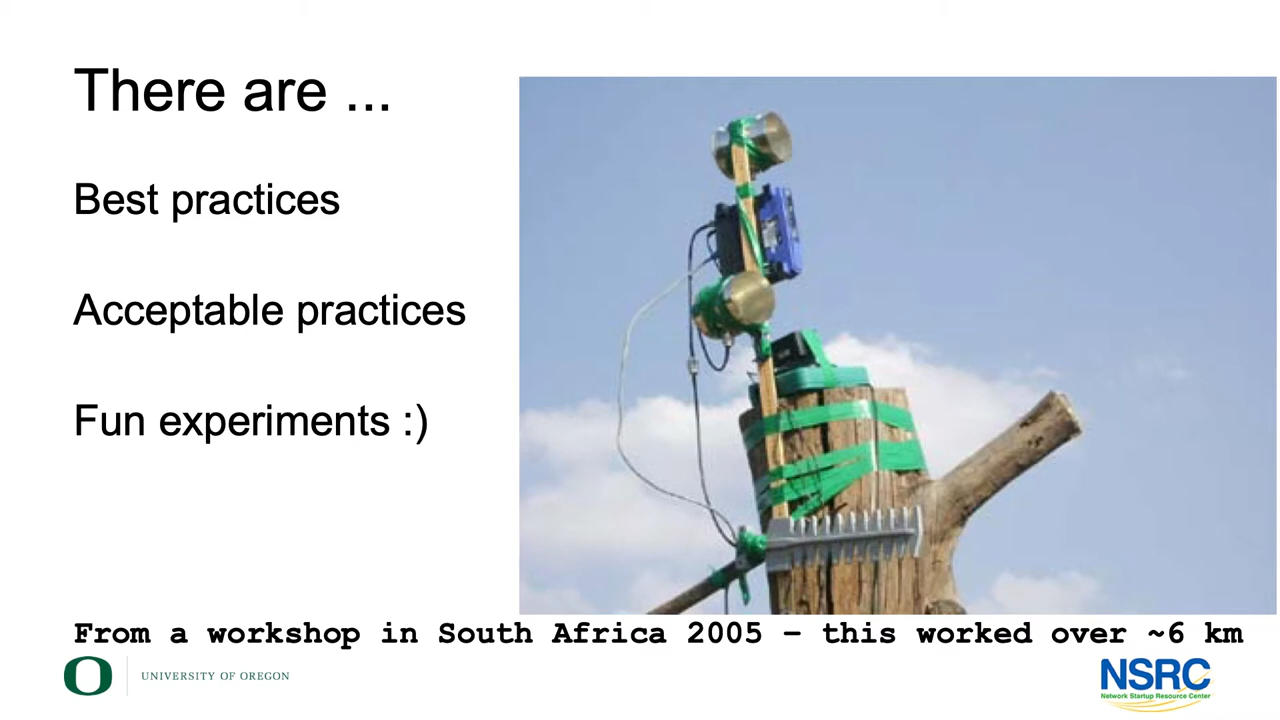 There are ...
Best practices
Acceptable practices
Fun experiments :)
From a workshop in South Africa 2005 – this worked over ~6 km
O
UNIVERSITY OF OREGON
NSRC
Network Startup Resource Center